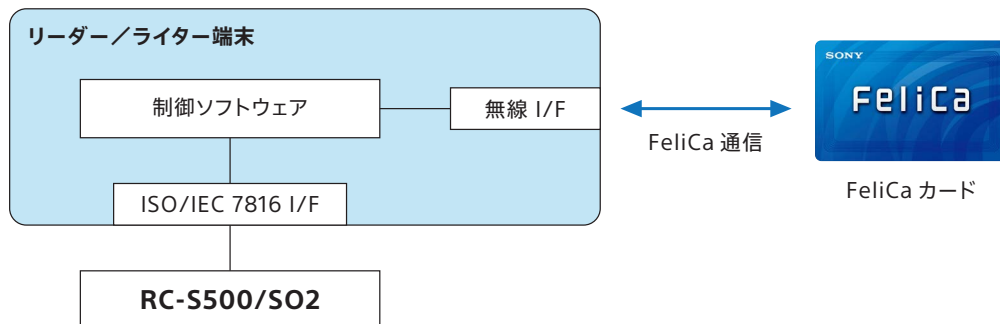 リーダー／ライター端末
制御ソフトウェア
無線 I/F
ISO/IEC 7816 I/F
RC-S500/SO2
FeliCa 通信
SONY
FeliCa
FeliCa カード